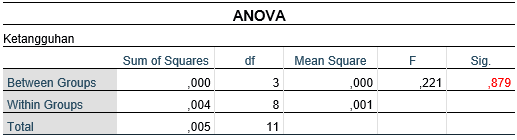 ANOVA
Ketangguhan
Sum of Squares df Mean Square F Sig.
Between Groups ,000 3 ,000 ,221 ,879
Within Groups ,004 8 ,001
Total ,005 11